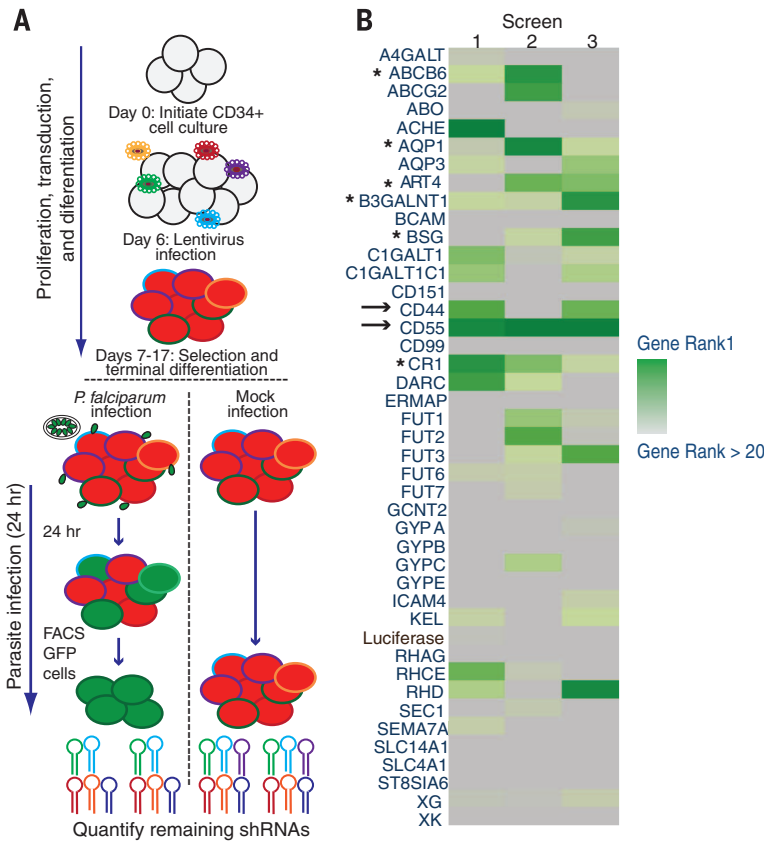 A
Proliferation, transduction,
and diferentiation
Day 0: Initiate CD34+
cell culture
Day 6: Lentivirus
infection
Days 7-17: Selection and
terminal differentiation
P. falciparum
infection
Mock
infection
Parasite infection (24 hr)
24 hr
FACS
GFP
cells
Quantify remaining shRNAs
B
Screen
1 2 3
A4GALT
* ABCB6
ABCG2
ABO
ACHE
* AQP1
AQP3
* ART4
* B3GALNT1
BCAM
* BSG
C1GALT1
C1GALT1C1
CD151
CD44
CD55
CD99
* CR1
DARC
ERMAP
FUT1
FUT2
FUT3
FUT6
FUT7
GCNT2
GYPA
GYPB
GYPC
GYPE
ICAM4
KEL
Luciferase
RHAG
RHCE
RHD
SEC1
SEMA7A
SLC14A1
SLC4A1
ST8SIA6
XG
XK
Gene Rank1
Gene Rank > 20